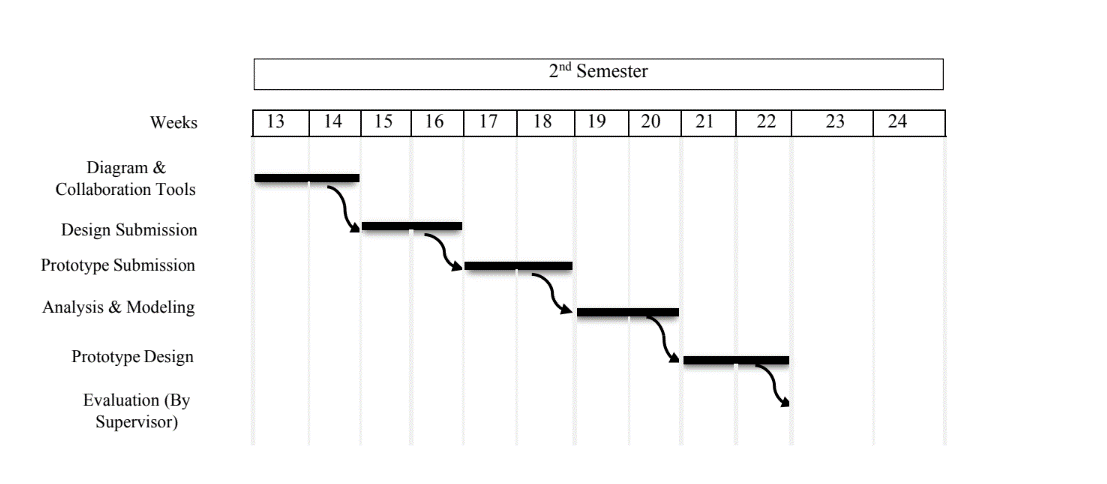 2nd Semester
Weeks 13 14 15 16 17 18 19 20 21 22 23 24
Diagram &
Collaboration Tools
Design Submission
Prototype Submission
Analysis & Modeling
Prototype Design
Evaluation (By
Supervisor)